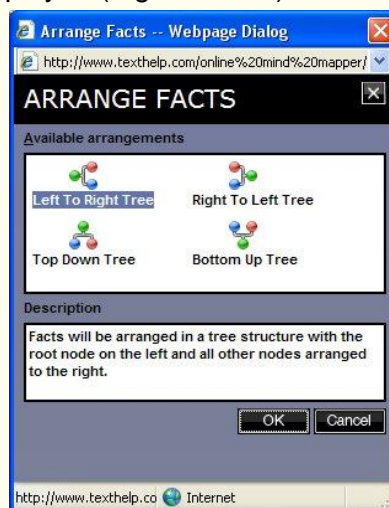 Arrange Facts -- Webpage Dialog
http://www.texthelp.com/online%20mind%20mapper/
ARRANGE FACTS
Available arrangements
Left To Right Tree Right To Left Tree
Top Down Tree Bottom Up Tree
Description
Facts will be arranged in a tree structure with the
root node on the left and all other nodes arranged
to the right.
OK Cancel
http://www.texthelp.co Internet